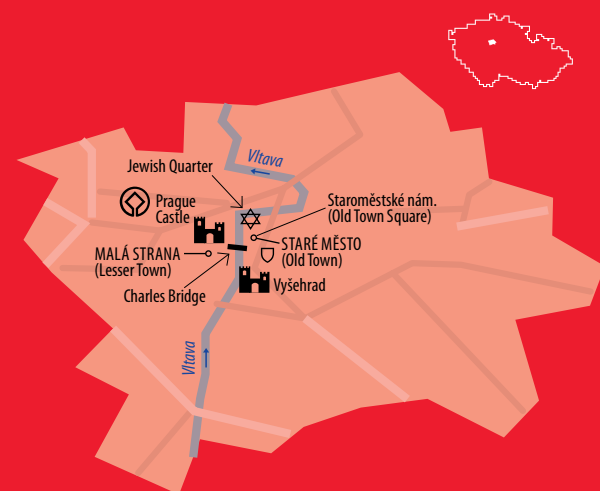 Vltava
Jewish Quarter
Prague
Castle
Staroměstské nám.
(Old Town Square)
STARÉ MĚSTO
(Old Town)
MALÁ STRANA
(Lesser Town)
Charles Bridge
Vyšehrad
Vltava